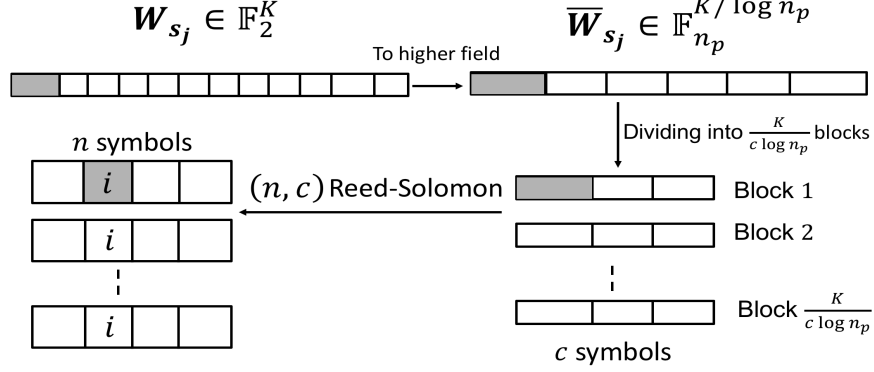 𝑾_{𝒔_𝒋} ∈ 𝔽_2^K
W̅_{𝒔_𝒋} ∈ 𝔽_{n_p}^{K/ log n_p}
To higher field
Dividing into K/(c log n_p) blocks
n symbols
i
(n, c) Reed-Solomon
Block 1
i
Block 2
i
Block K/(c log n_p)
c symbols